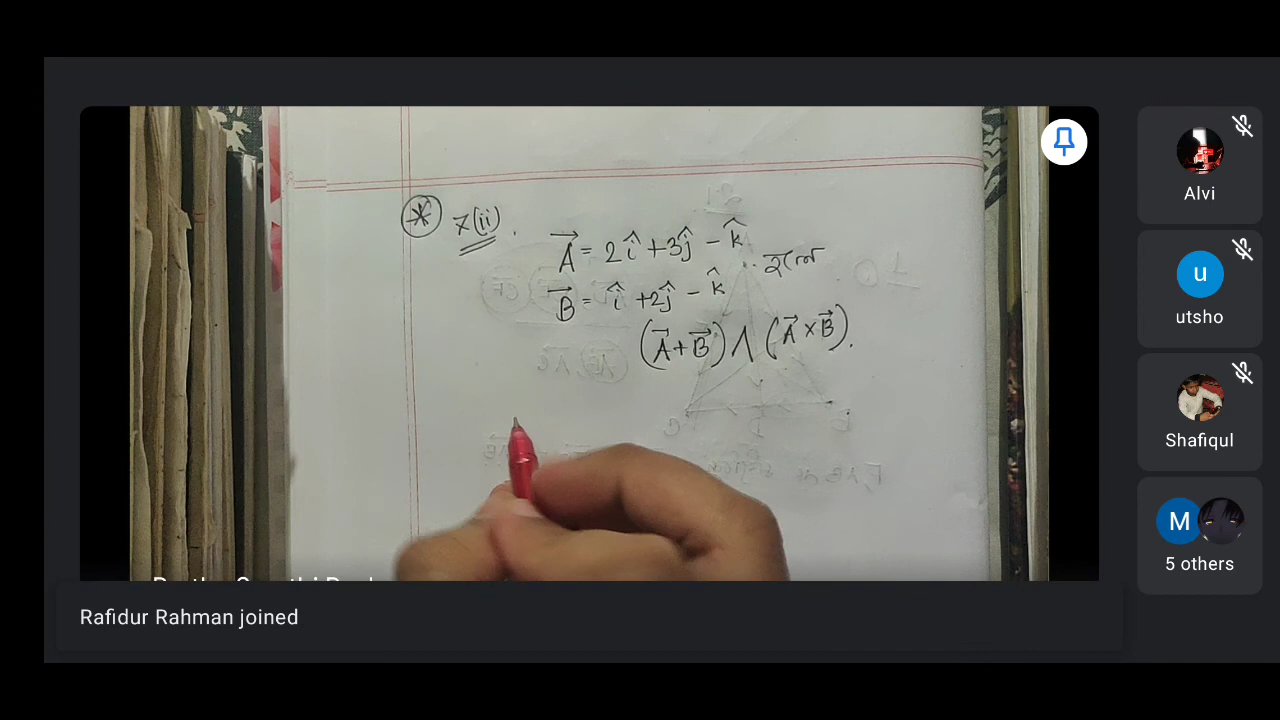 * 7(ii).
A⃗ = 2î + 3ĵ - k̂
B⃗ = î + 2ĵ - k̂ হলে
(A⃗+B⃗) ∧ (A⃗×B⃗).
Alvi
u
utsho
Shafiqul
M
5 others
Rafidur Rahman joined